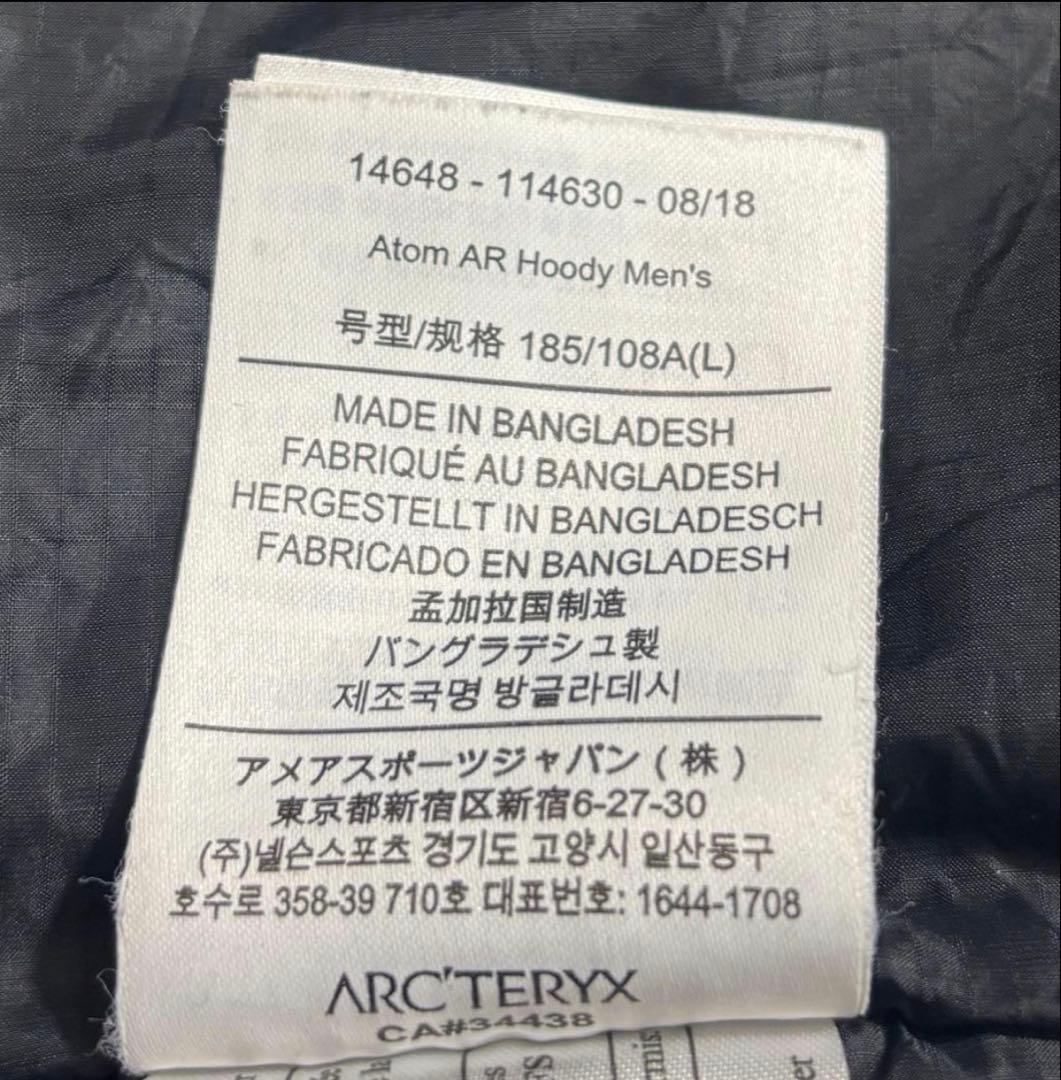 14648 - 114630 - 08/18
Atom AR Hoody Men's
号型/规格 185/108A(L)
MADE IN BANGLADESH
FABRIQUÉ AU BANGLADESH
HERGESTELLT IN BANGLADESCH
FABRICADO EN BANGLADESH
孟加拉国制造
バングラデシュ製
제조국명 방글라데시
アメアスポーツジャパン ( 株 )
東京都新宿区新宿6-27-30
(주)넬슨스포츠 경기도 고양시 일산동구
호수로 358-39 710호 대표번호: 1644-1708
ARC'TERYX
CA#34438